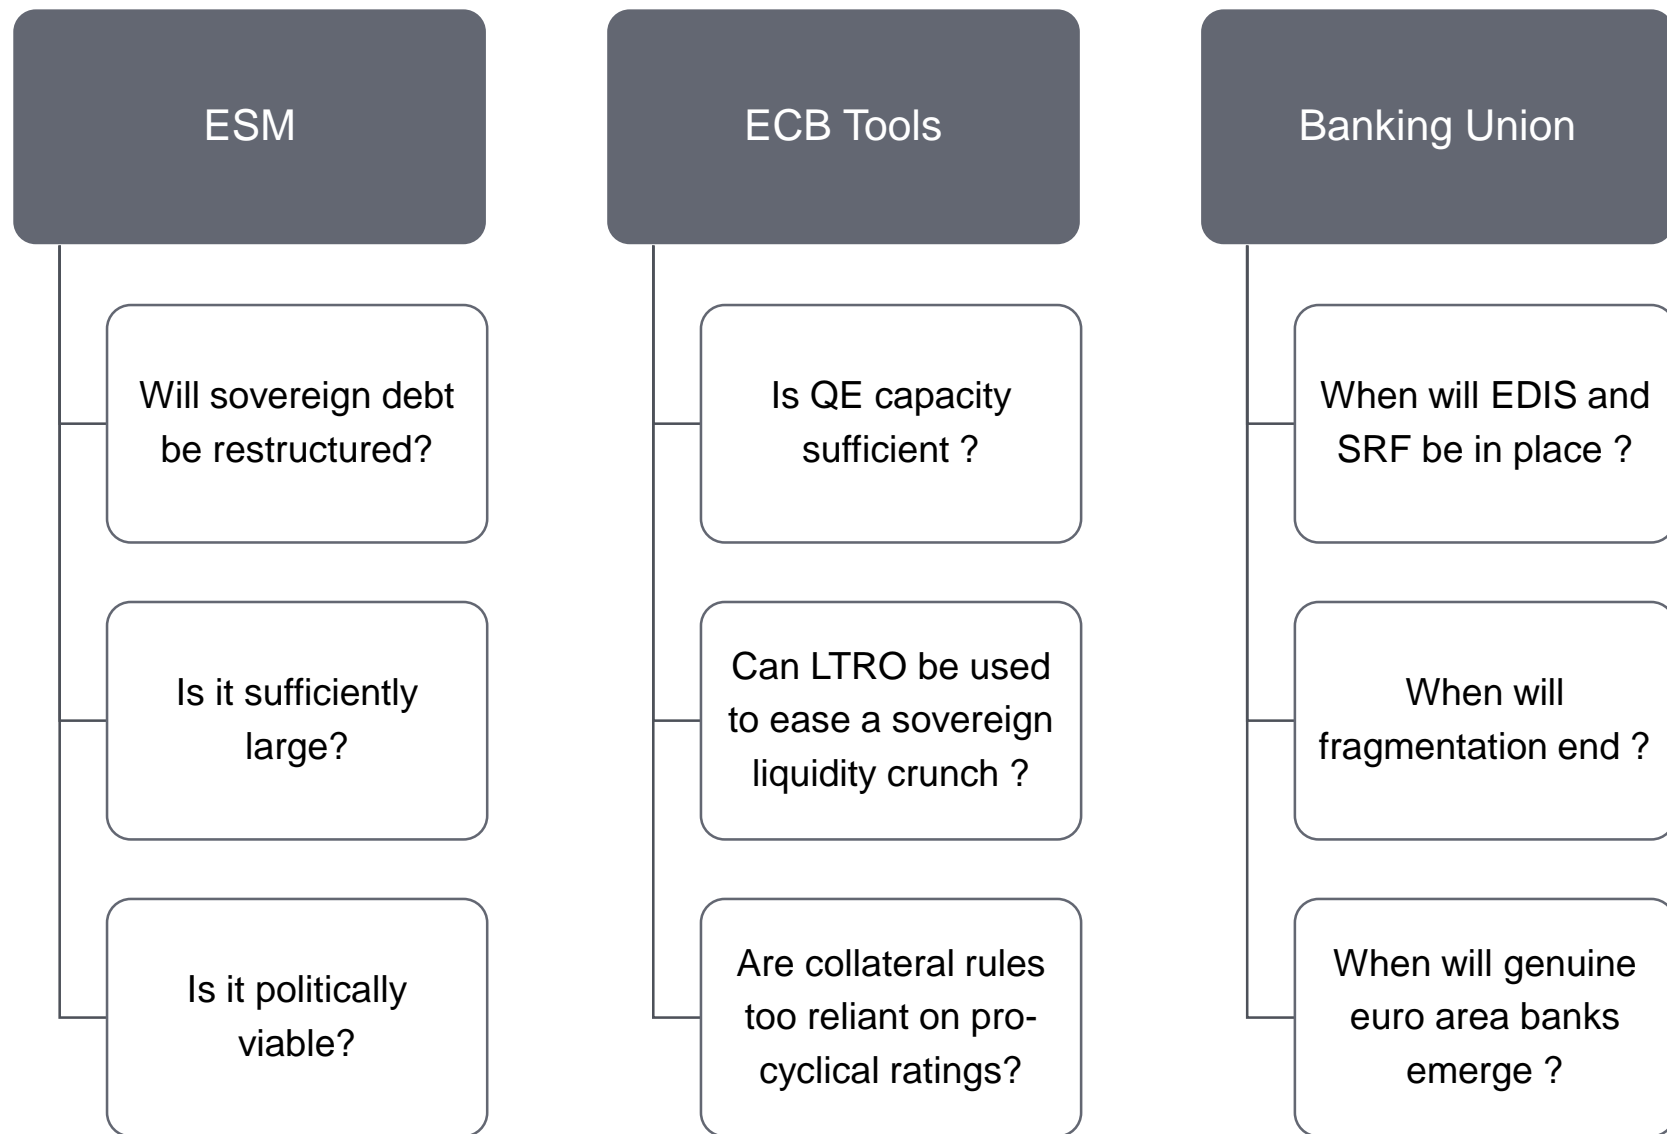 ESM
Will sovereign debt
be restructured?
Is it sufficiently
large?
Is it politically
viable?
ECB Tools
Is QE capacity
sufficient ?
Can LTRO be used
to ease a sovereign
liquidity crunch ?
Are collateral rules
too reliant on pro-
cyclical ratings?
Banking Union
When will EDIS and
SRF be in place ?
When will
fragmentation end ?
When will genuine
euro area banks
emerge ?